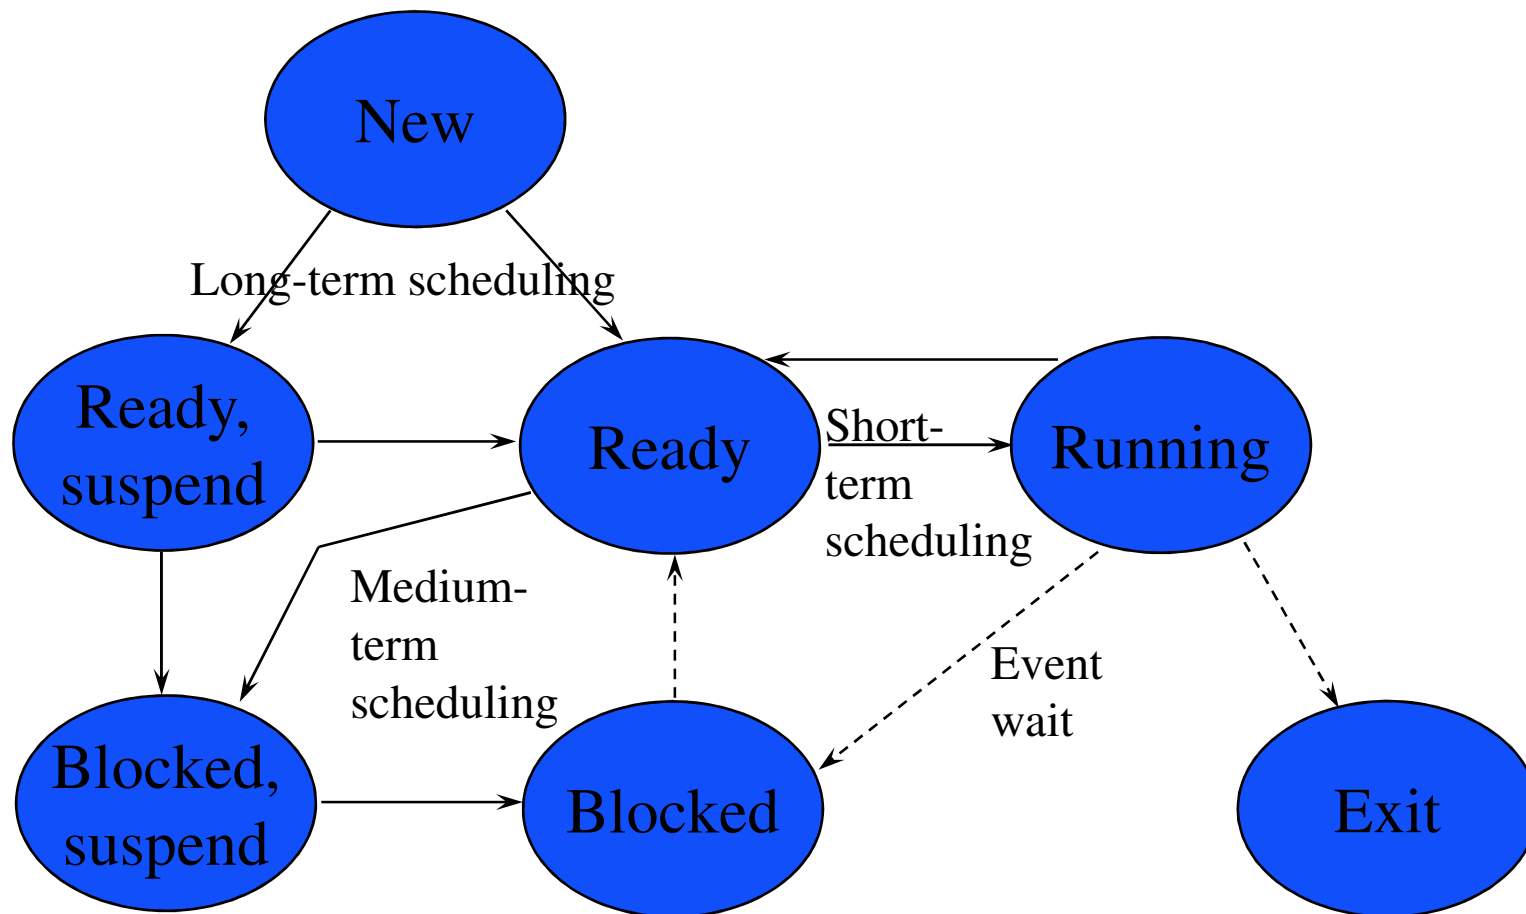 New
Long-term scheduling
Ready,
suspend
Ready
Short-
term
scheduling
Running
Medium-
term
scheduling
Event
wait
Blocked,
suspend
Blocked
Exit